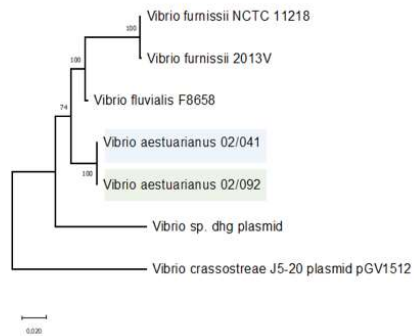 Vibrio furnissii NCTC 11218
100
Vibrio furnissii 2013V
100
Vibrio fluvialis F8658
74
Vibrio aestuarianus 02/041
100
Vibrio aestuarianus 02/092
Vibrio sp. dhg plasmid
Vibrio crassostreae J5-20 plasmid pGV1512
0,020